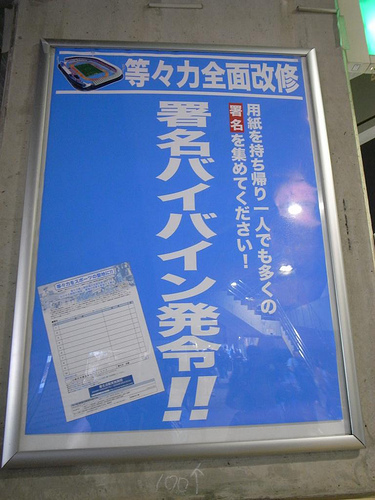 等々力全面改修
用紙を持ち帰り一人でも多くの
署名を集めてください！
署名バイバイン発令!!